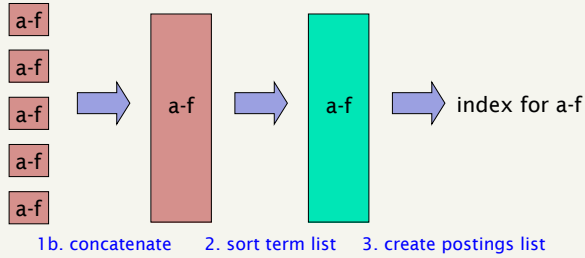 a-f
a-f
a-f
a-f
a-f
a-f
a-f
index for a-f
1b. concatenate
2. sort term list
3. create postings list